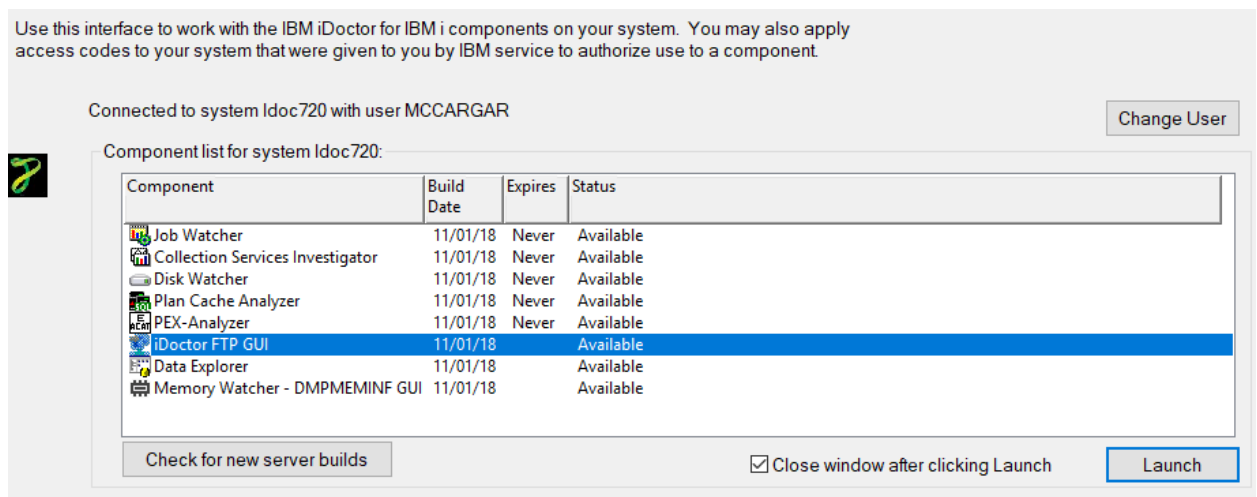 Use this interface to work with the IBM iDoctor for IBM i components on your system.  You may also apply
access codes to your system that were given to you by IBM service to authorize use to a component.
Connected to system Idoc720 with user MCCARGAR
Change User
Component list for system Idoc720:
Component Build Date Expires Status
Job Watcher 11/01/18 Never Available
Collection Services Investigator 11/01/18 Never Available
Disk Watcher 11/01/18 Never Available
Plan Cache Analyzer 11/01/18 Never Available
PEX-Analyzer 11/01/18 Never Available
iDoctor FTP GUI 11/01/18 Available
Data Explorer 11/01/18 Available
Memory Watcher - DMPMEMINF GUI 11/01/18 Available
Check for new server builds
Close window after clicking Launch
Launch